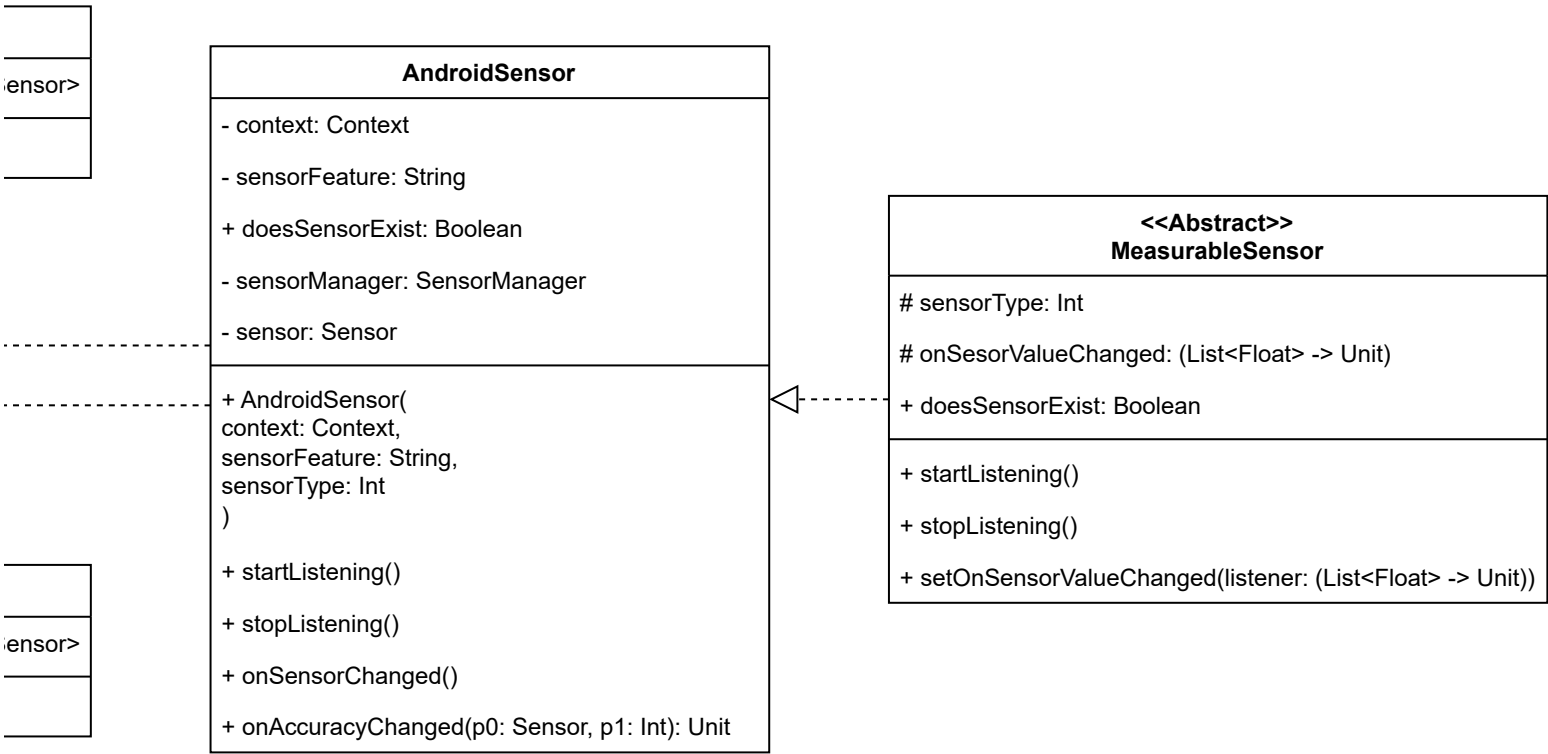 AndroidSensor
- context: Context
- sensorFeature: String
+ doesSensorExist: Boolean
- sensorManager: SensorManager
- sensor: Sensor
+ AndroidSensor(
context: Context,
sensorFeature: String,
sensorType: Int
)
+ startListening()
+ stopListening()
+ onSensorChanged()
+ onAccuracyChanged(p0: Sensor, p1: Int): Unit
<<Abstract>>
MeasurableSensor
# sensorType: Int
# onSesorValueChanged: (List<Float> -> Unit)
+ doesSensorExist: Boolean
+ startListening()
+ stopListening()
+ setOnSensorValueChanged(listener: (List<Float> -> Unit))